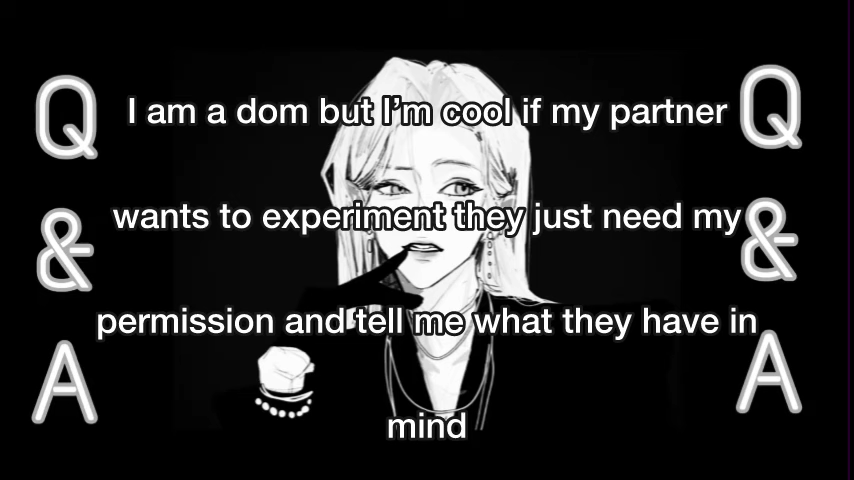 Q & A
I am a dom but I’m cool if my partner
wants to experiment they just need my
permission and tell me what they have in
mind
Q & A